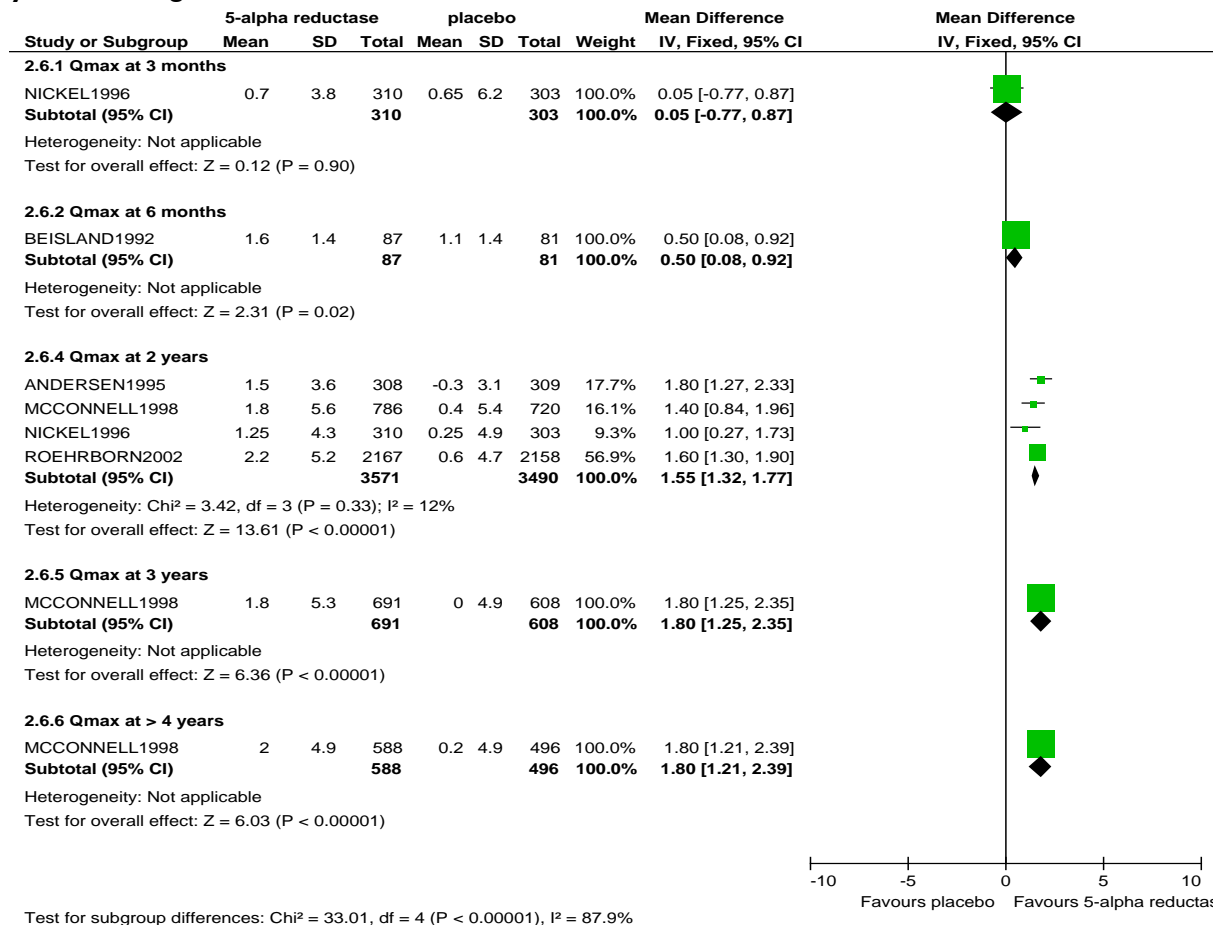 5-alpha reductase placebo Mean Difference Mean Difference
Study or Subgroup Mean SD Total Mean SD Total Weight IV, Fixed, 95% CI IV, Fixed, 95% CI
2.6.1 Qmax at 3 months
NICKEL1996 0.7 3.8 310 0.65 6.2 303 100.0% 0.05 [-0.77, 0.87]
Subtotal (95% CI) 310 303 100.0% 0.05 [-0.77, 0.87]
Heterogeneity: Not applicable
Test for overall effect: Z = 0.12 (P = 0.90)
2.6.2 Qmax at 6 months
BEISLAND1992 1.6 1.4 87 1.1 1.4 81 100.0% 0.50 [0.08, 0.92]
Subtotal (95% CI) 87 81 100.0% 0.50 [0.08, 0.92]
Heterogeneity: Not applicable
Test for overall effect: Z = 2.31 (P = 0.02)
2.6.4 Qmax at 2 years
ANDERSEN1995 1.5 3.6 308 -0.3 3.1 309 17.7% 1.80 [1.27, 2.33]
MCCONNELL1998 1.8 5.6 786 0.4 5.4 720 16.1% 1.40 [0.84, 1.96]
NICKEL1996 1.25 4.3 310 0.25 4.9 303 9.3% 1.00 [0.27, 1.73]
ROEHRBORN2002 2.2 5.2 2167 0.6 4.7 2158 56.9% 1.60 [1.30, 1.90]
Subtotal (95% CI) 3571 3490 100.0% 1.55 [1.32, 1.77]
Heterogeneity: Chi² = 3.42, df = 3 (P = 0.33); I² = 12%
Test for overall effect: Z = 13.61 (P < 0.00001)
2.6.5 Qmax at 3 years
MCCONNELL1998 1.8 5.3 691 0 4.9 608 100.0% 1.80 [1.25, 2.35]
Subtotal (95% CI) 691 608 100.0% 1.80 [1.25, 2.35]
Heterogeneity: Not applicable
Test for overall effect: Z = 6.36 (P < 0.00001)
2.6.6 Qmax at > 4 years
MCCONNELL1998 2 4.9 588 0.2 4.9 496 100.0% 1.80 [1.21, 2.39]
Subtotal (95% CI) 588 496 100.0% 1.80 [1.21, 2.39]
Heterogeneity: Not applicable
Test for overall effect: Z = 6.03 (P < 0.00001)
-10 -5 0 5 10
Favours placebo Favours 5-alpha reductas
Test for subgroup differences: Chi² = 33.01, df = 4 (P < 0.00001), I² = 87.9%